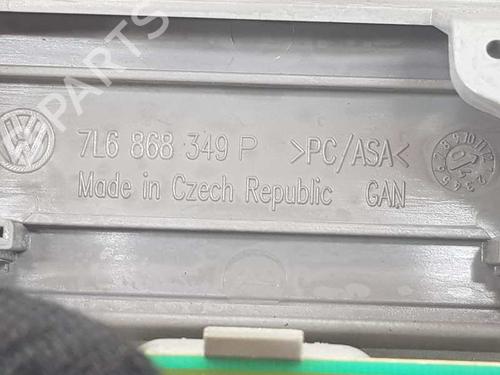 7L6 868 349 P >PC/ASA<
Made in Czech Republic GAN
PARTS